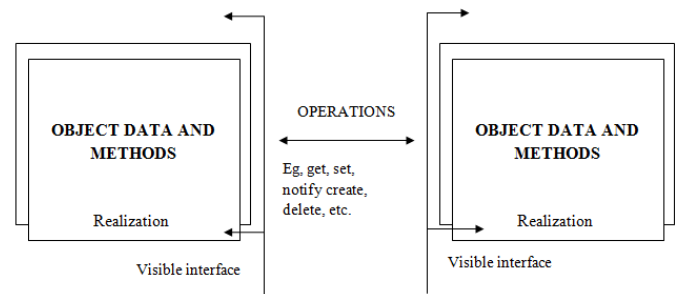 OBJECT DATA AND
METHODS
Realization
Visible interface
OPERATIONS
Eg, get, set,
notify create,
delete, etc.
OBJECT DATA AND
METHODS
Realization
Visible interface